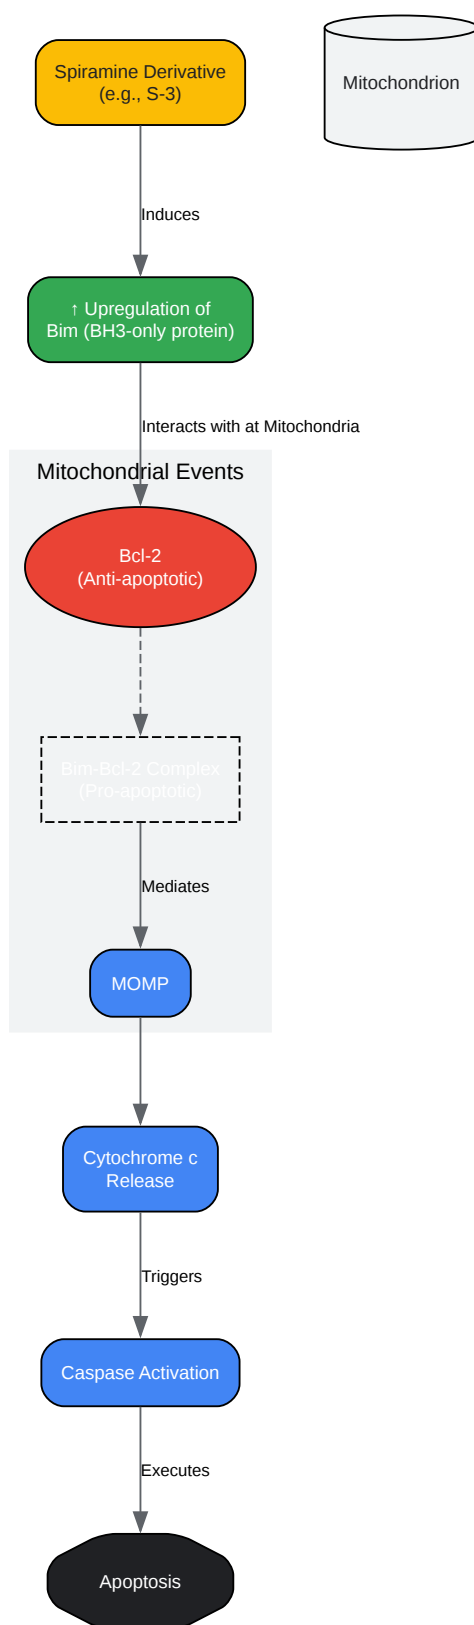 Spiramine Derivative
(e.g., S-3)
Mitochondrion
Induces
↑ Upregulation of
Bim (BH3-only protein)
Interacts with at Mitochondria
Mitochondrial Events
Bcl-2
(Anti-apoptotic)
Bim-Bcl-2 Complex
(Pro-apoptotic)
Mediates
MOMP
Cytochrome c
Release
Triggers
Caspase Activation
Executes
Apoptosis